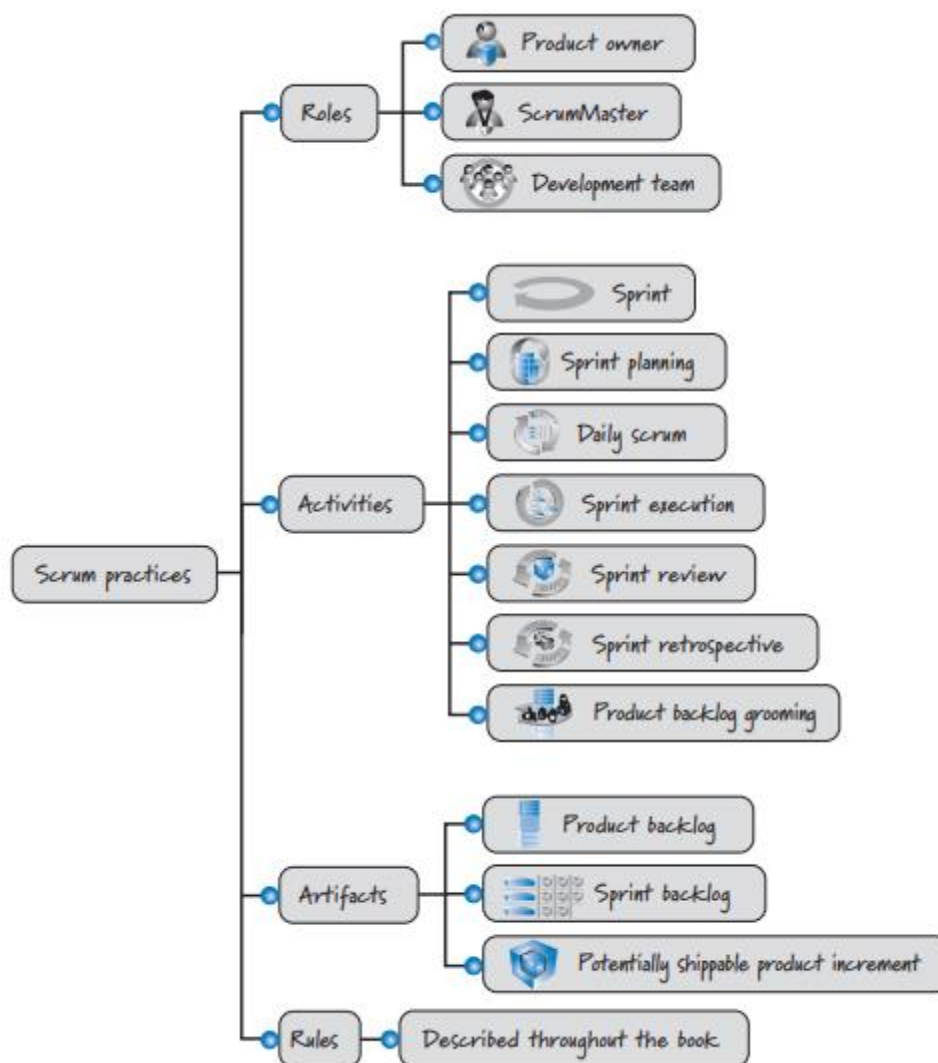 Product owner
Roles
ScrumMaster
Development team
Sprint
Sprint planning
Daily scrum
Activities
Sprint execution
Scrum practices
Sprint review
Sprint retrospective
Product backlog grooming
Product backlog
Artifacts
Sprint backlog
Potentially shippable product increment
Rules
Described throughout the book